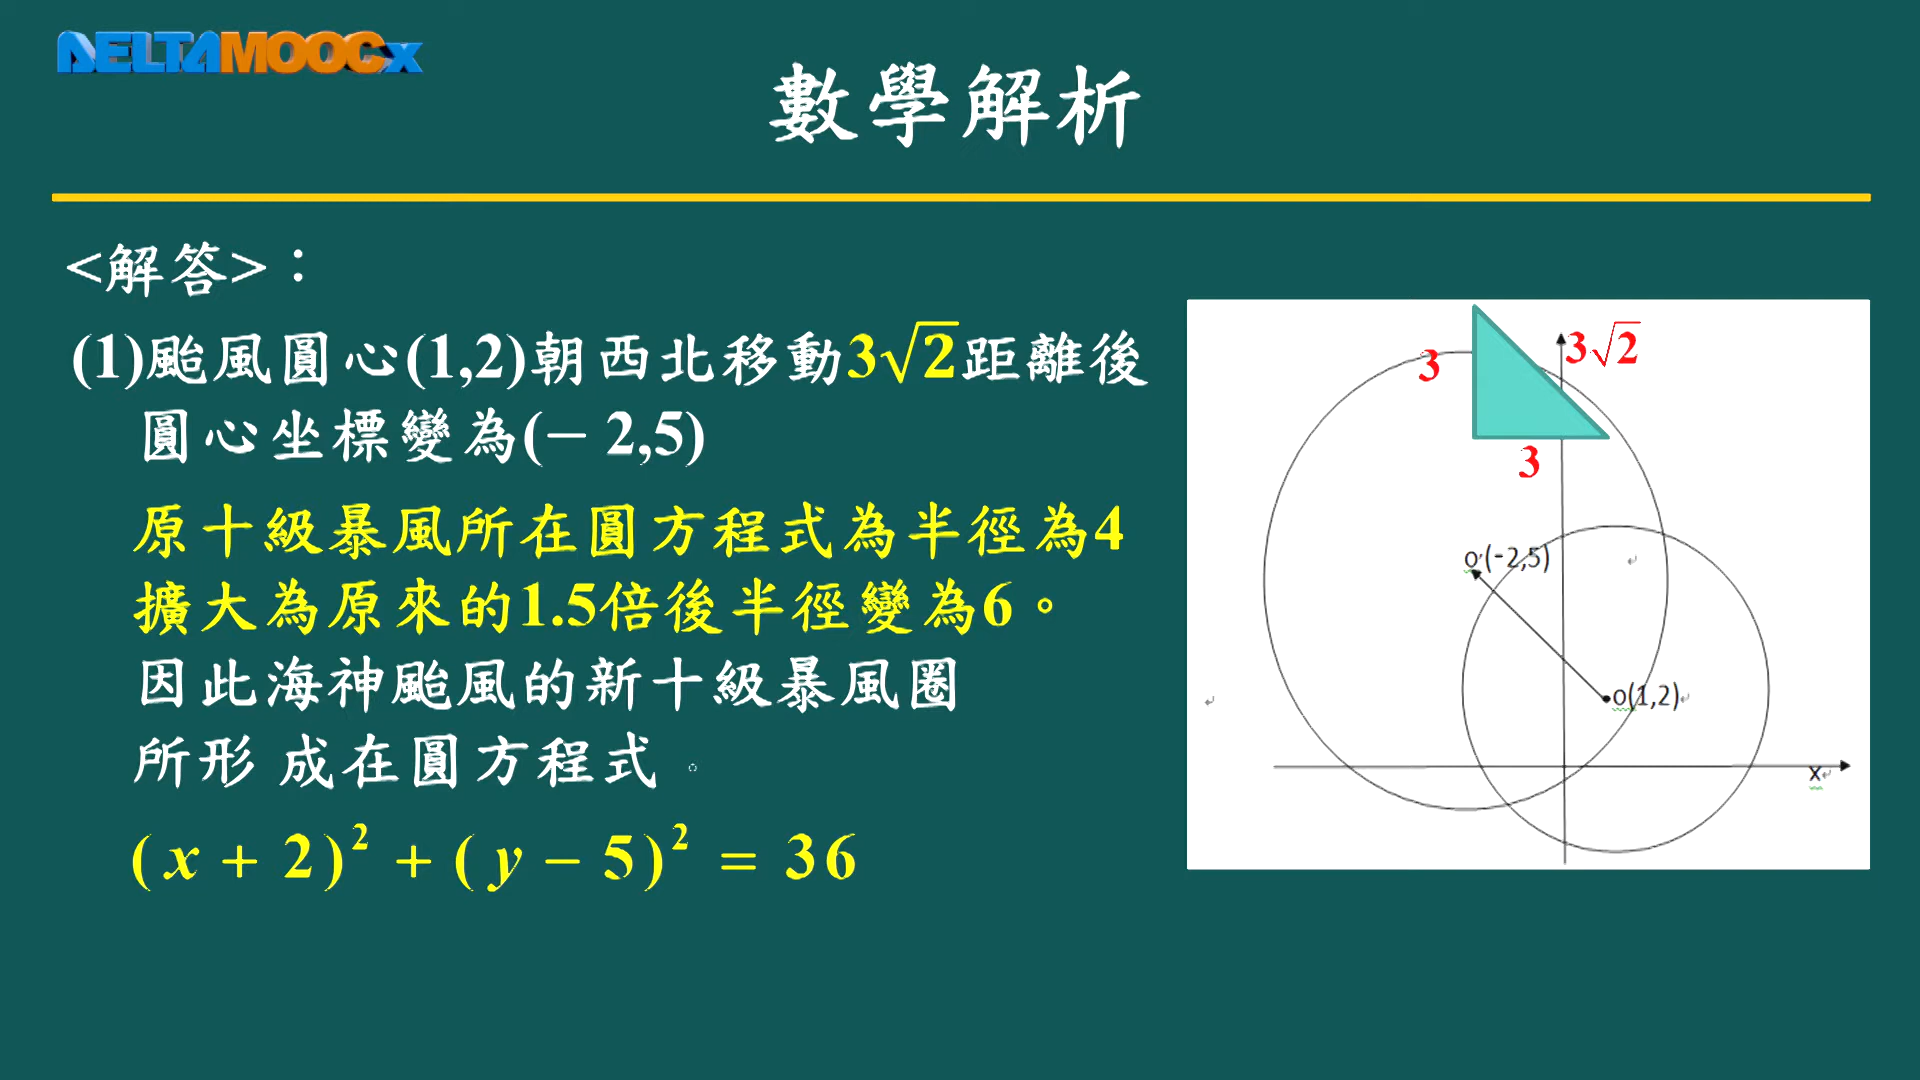 DELTAMOOCx
數學解析
<解答>：
(1)颱風圓心(1,2)朝西北移動3√2距離後
圓心坐標變為(− 2,5)
原十級暴風所在圓方程式為半徑為4
擴大為原來的1.5倍後半徑變為6。
因此海神颱風的新十級暴風圈
所形 成在圓方程式
(x + 2)² + (y − 5)² = 36
3√2
3
3
o'(-2,5)
o(1,2)
x